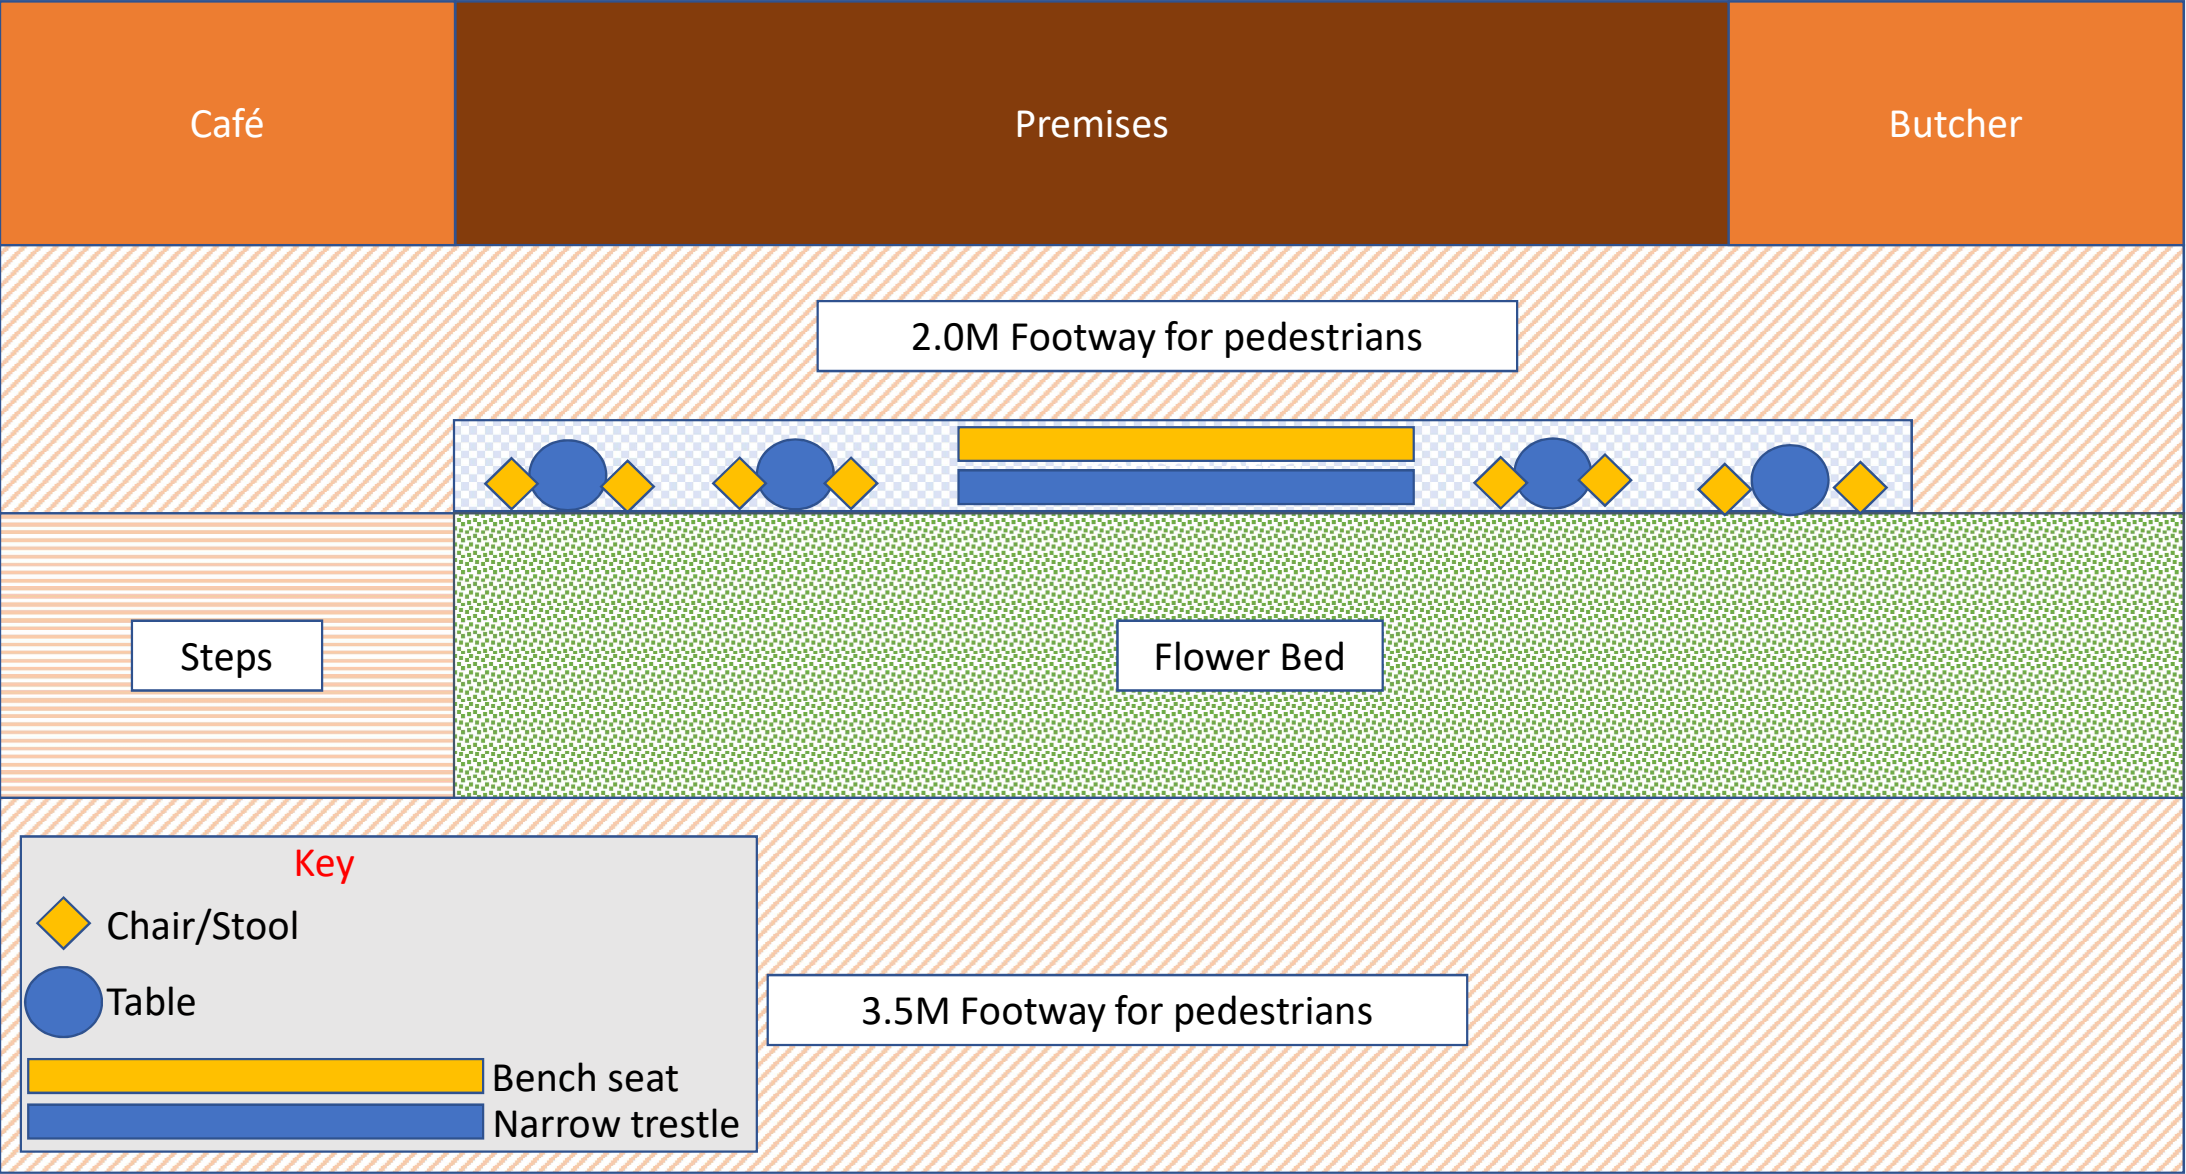 Café
Premises
Butcher
2.0M Footway for pedestrians
Steps
Flower Bed
Key
Chair/Stool
Table
3.5M Footway for pedestrians
Bench seat
Narrow trestle